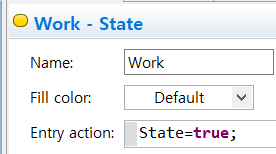 Work - State
Name: Work
Fill color: Default
Entry action: State=true;